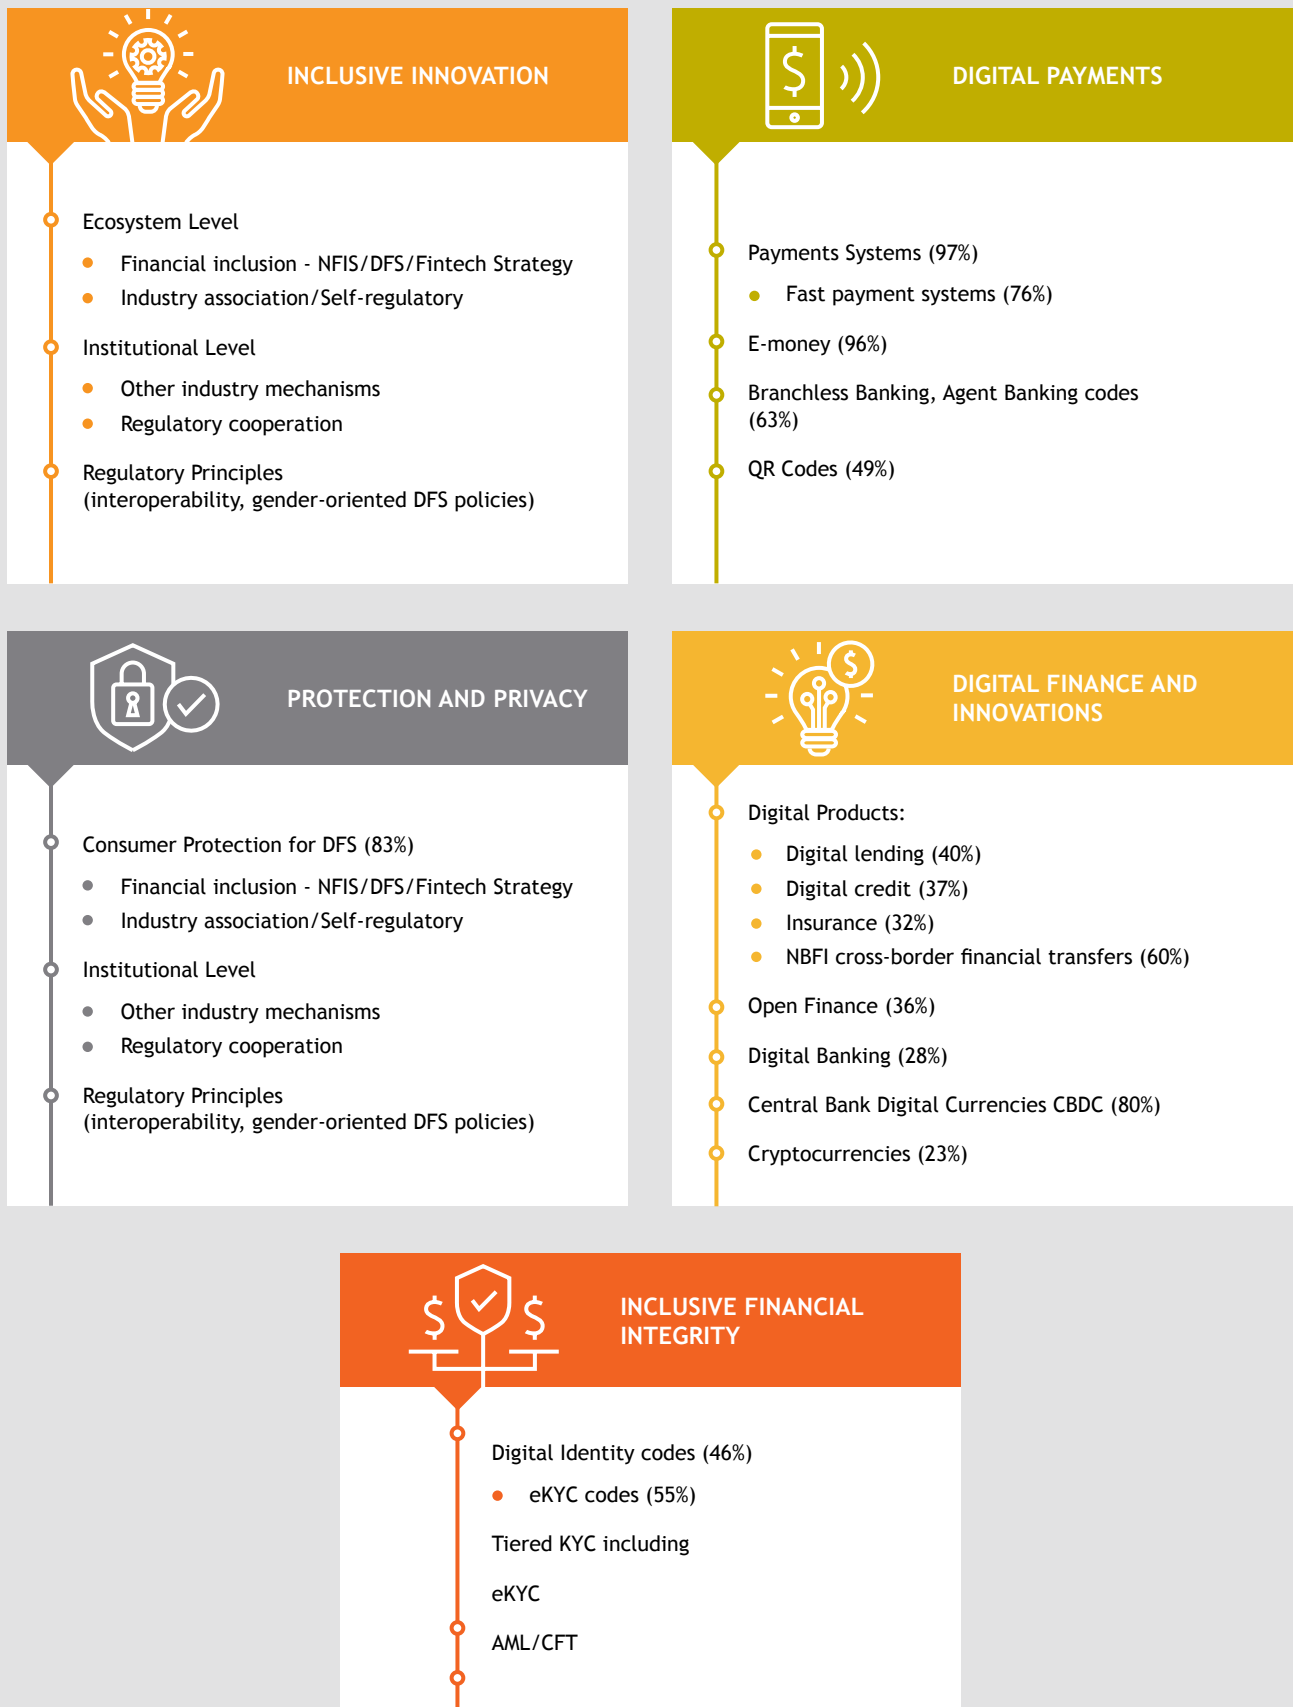 INCLUSIVE INNOVATION
Ecosystem Level
Financial inclusion - NFIS/DFS/Fintech Strategy
Industry association/Self-regulatory
Institutional Level
Other industry mechanisms
Regulatory cooperation
Regulatory Principles
(interoperability, gender-oriented DFS policies)
DIGITAL PAYMENTS
Payments Systems (97%)
Fast payment systems (76%)
E-money (96%)
Branchless Banking, Agent Banking codes
(63%)
QR Codes (49%)
PROTECTION AND PRIVACY
Consumer Protection for DFS (83%)
Financial inclusion - NFIS/DFS/Fintech Strategy
Industry association/Self-regulatory
Institutional Level
Other industry mechanisms
Regulatory cooperation
Regulatory Principles
(interoperability, gender-oriented DFS policies)
DIGITAL FINANCE AND
INNOVATIONS
Digital Products:
Digital lending (40%)
Digital credit (37%)
Insurance (32%)
NBFI cross-border financial transfers (60%)
Open Finance (36%)
Digital Banking (28%)
Central Bank Digital Currencies CBDC (80%)
Cryptocurrencies (23%)
INCLUSIVE FINANCIAL
INTEGRITY
Digital Identity codes (46%)
eKYC codes (55%)
Tiered KYC including
eKYC
AML/CFT